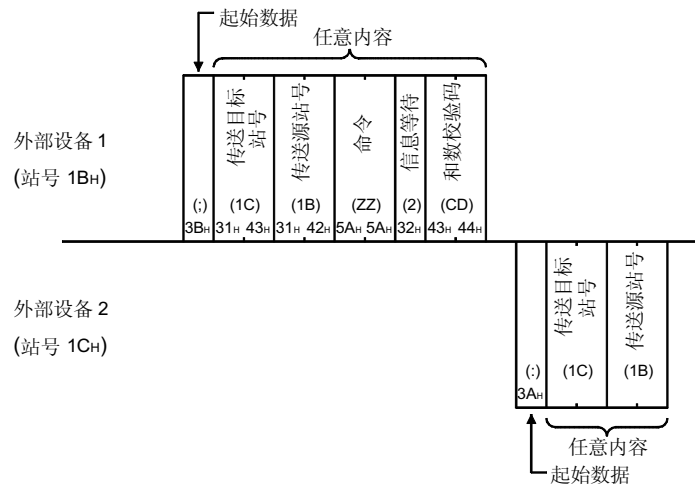 起始数据
任意内容
外部设备 1
(站号 1BH)
传送目标
站号
传送源站号
命令
信息等待
和数校验码
(;) (1C) (1B) (ZZ) (2) (CD)
3BH 31H 43H 31H 42H 5AH 5AH 32H 43H 44H
外部设备 2
(站号 1CH)
传送目标
站号
传送源站号
(:) (1C) (1B)
3AH
任意内容
起始数据